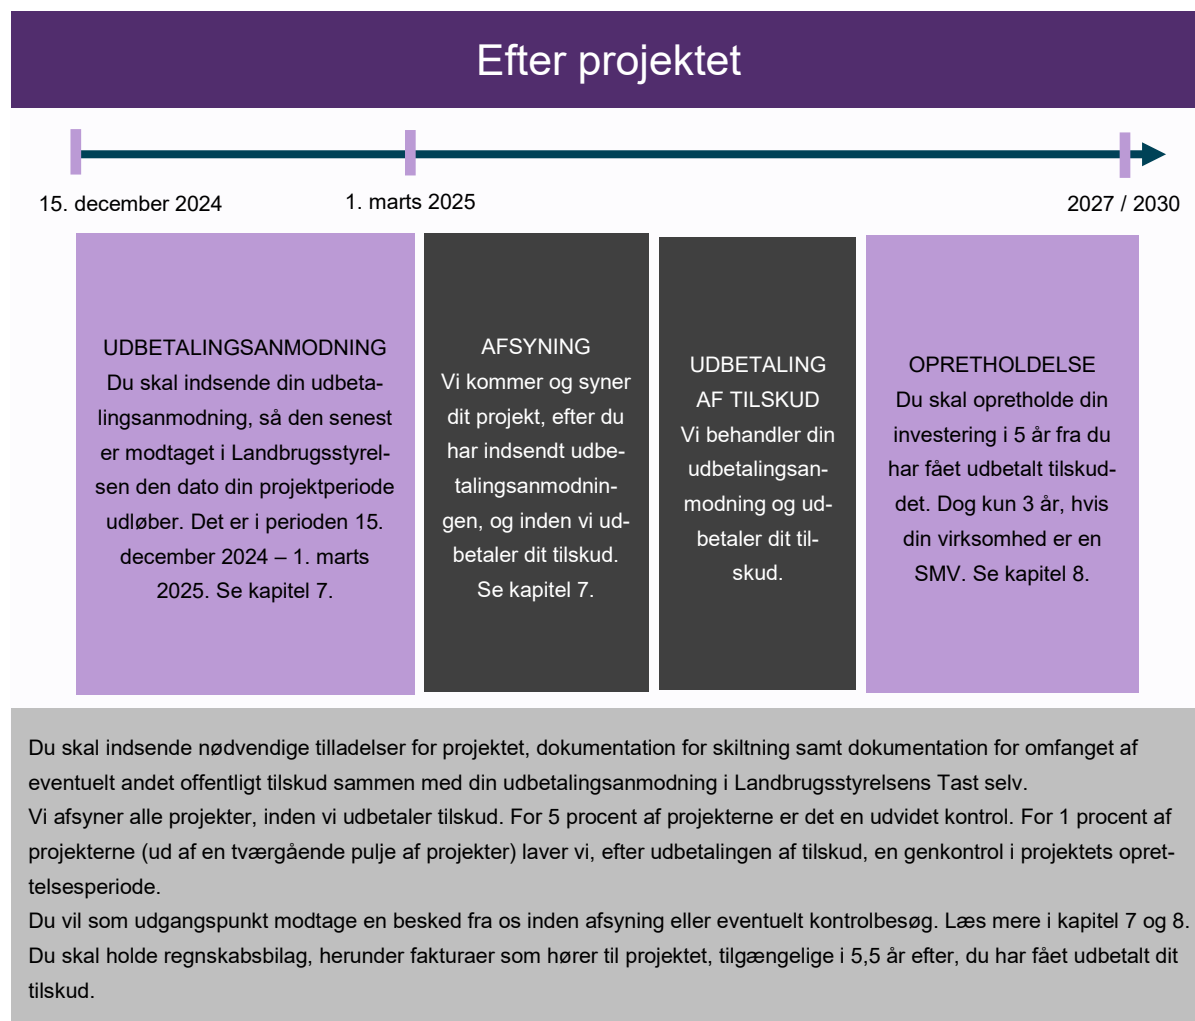 Efter projektet
15. december 2024
1. marts 2025
2027 / 2030
UDBETALINGSANMODNING
Du skal indsende din udbeta-
lingsanmodning, så den senest
er modtaget i Landbrugsstyrel-
sen den dato din projektperiode
udløber. Det er i perioden 15.
december 2024 – 1. marts
2025. Se kapitel 7.
AFSYNING
Vi kommer og syner
dit projekt, efter du
har indsendt udbe-
talingsanmodnin-
gen, og inden vi ud-
betaler dit tilskud.
Se kapitel 7.
UDBETALING
AF TILSKUD
Vi behandler din
udbetalingsan-
modning og ud-
betaler dit til-
skud.
OPRETHOLDELSE
Du skal opretholde din
investering i 5 år fra du
har fået udbetalt tilskud-
det. Dog kun 3 år, hvis
din virksomhed er en
SMV. Se kapitel 8.
Du skal indsende nødvendige tilladelser for projektet, dokumentation for skiltning samt dokumentation for omfanget af
eventuelt andet offentligt tilskud sammen med din udbetalingsanmodning i Landbrugsstyrelsens Tast selv.
Vi afsyner alle projekter, inden vi udbetaler tilskud. For 5 procent af projekterne er det en udvidet kontrol. For 1 procent af
projekterne (ud af en tværgående pulje af projekter) laver vi, efter udbetalingen af tilskud, en genkontrol i projektets opret-
telsesperiode.
Du vil som udgangspunkt modtage en besked fra os inden afsyning eller eventuelt kontrolbesøg. Læs mere i kapitel 7 og 8.
Du skal holde regnskabsbilag, herunder fakturaer som hører til projektet, tilgængelige i 5,5 år efter, du har fået udbetalt dit
tilskud.